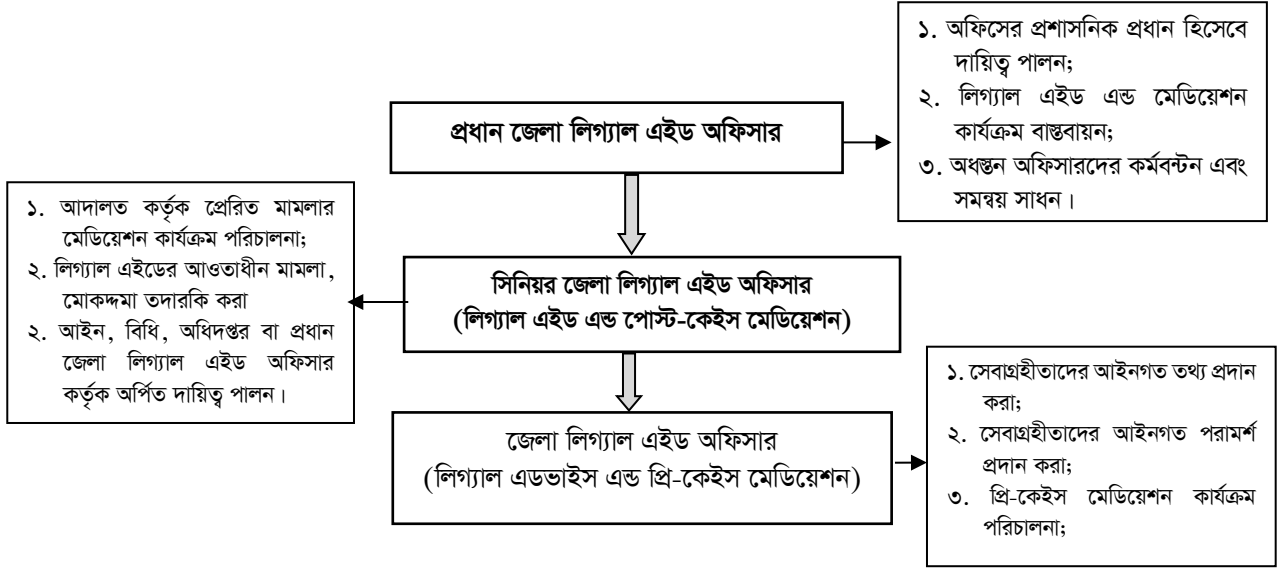 ১. অফিসের প্রশাসনিক প্রধান হিসেবে
দায়িত্ব পালন;
২. লিগ্যাল এইড এন্ড মেডিয়েশন
কার্যক্রম বাস্তবায়ন;
৩. অধস্তন অফিসারদের কর্মবন্টন এবং
সমন্বয় সাধন।
প্রধান জেলা লিগ্যাল এইড অফিসার
১. আদালত কর্তৃক প্রেরিত মামলার
মেডিয়েশন কার্যক্রম পরিচালনা;
২. লিগ্যাল এইডের আওতাধীন মামলা,
মোকদ্দমা তদারকি করা
২. আইন, বিধি, অধিদপ্তর বা প্রধান
জেলা লিগ্যাল এইড অফিসার
কর্তৃক অর্পিত দায়িত্ব পালন।
সিনিয়র জেলা লিগ্যাল এইড অফিসার
(লিগ্যাল এইড এন্ড পোস্ট-কেইস মেডিয়েশন)
জেলা লিগ্যাল এইড অফিসার
(লিগ্যাল এডভাইস এন্ড প্রি-কেইস মেডিয়েশন)
১. সেবাগ্রহীতাদের আইনগত তথ্য প্রদান
করা;
২. সেবাগ্রহীতাদের আইনগত পরামর্শ
প্রদান করা;
৩. প্রি-কেইস মেডিয়েশন কার্যক্রম
পরিচালনা;